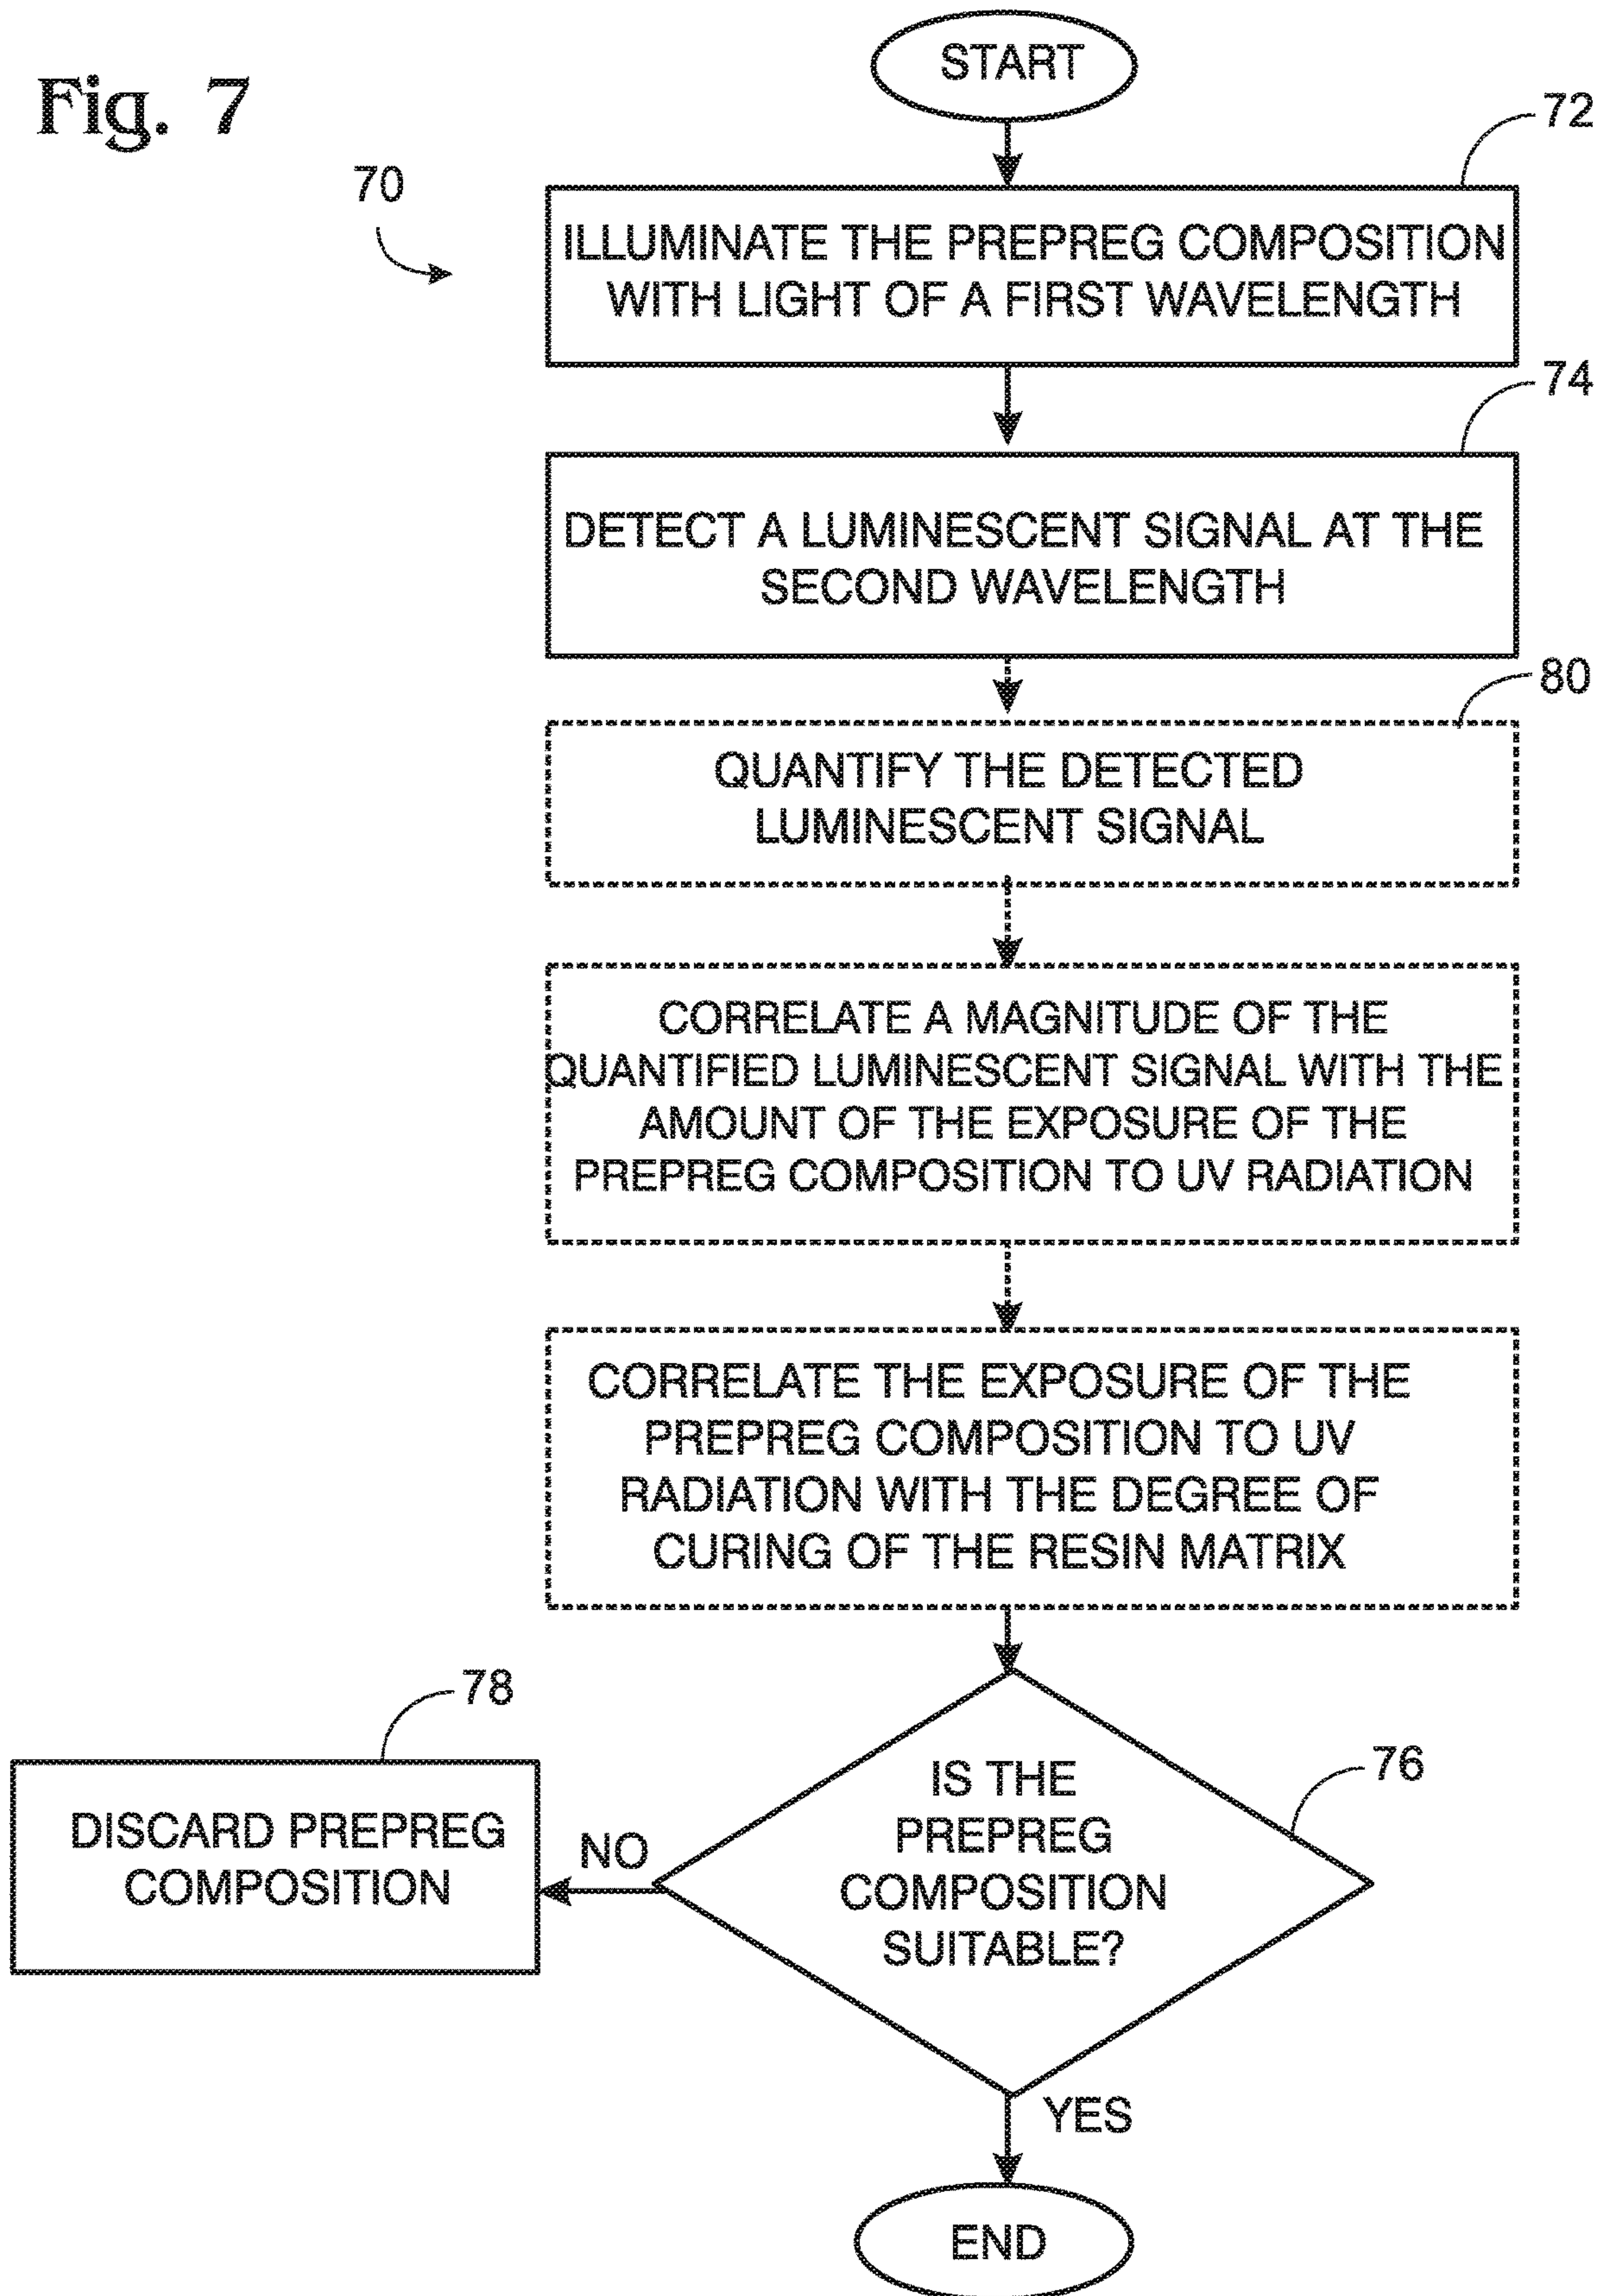 Fig. 7
START
70
72
ILLUMINATE THE PREPREG COMPOSITION
WITH LIGHT OF A FIRST WAVELENGTH
74
DETECT A LUMINESCENT SIGNAL AT THE
SECOND WAVELENGTH
80
QUANTIFY THE DETECTED
LUMINESCENT SIGNAL
CORRELATE A MAGNITUDE OF THE
QUANTIFIED LUMINESCENT SIGNAL WITH THE
AMOUNT OF THE EXPOSURE OF THE
PREPREG COMPOSITION TO UV RADIATION
CORRELATE THE EXPOSURE OF THE
PREPREG COMPOSITION TO UV
RADIATION WITH THE DEGREE OF
CURING OF THE RESIN MATRIX
76
IS THE
PREPREG
COMPOSITION
SUITABLE?
NO
78
DISCARD PREPREG
COMPOSITION
YES
END